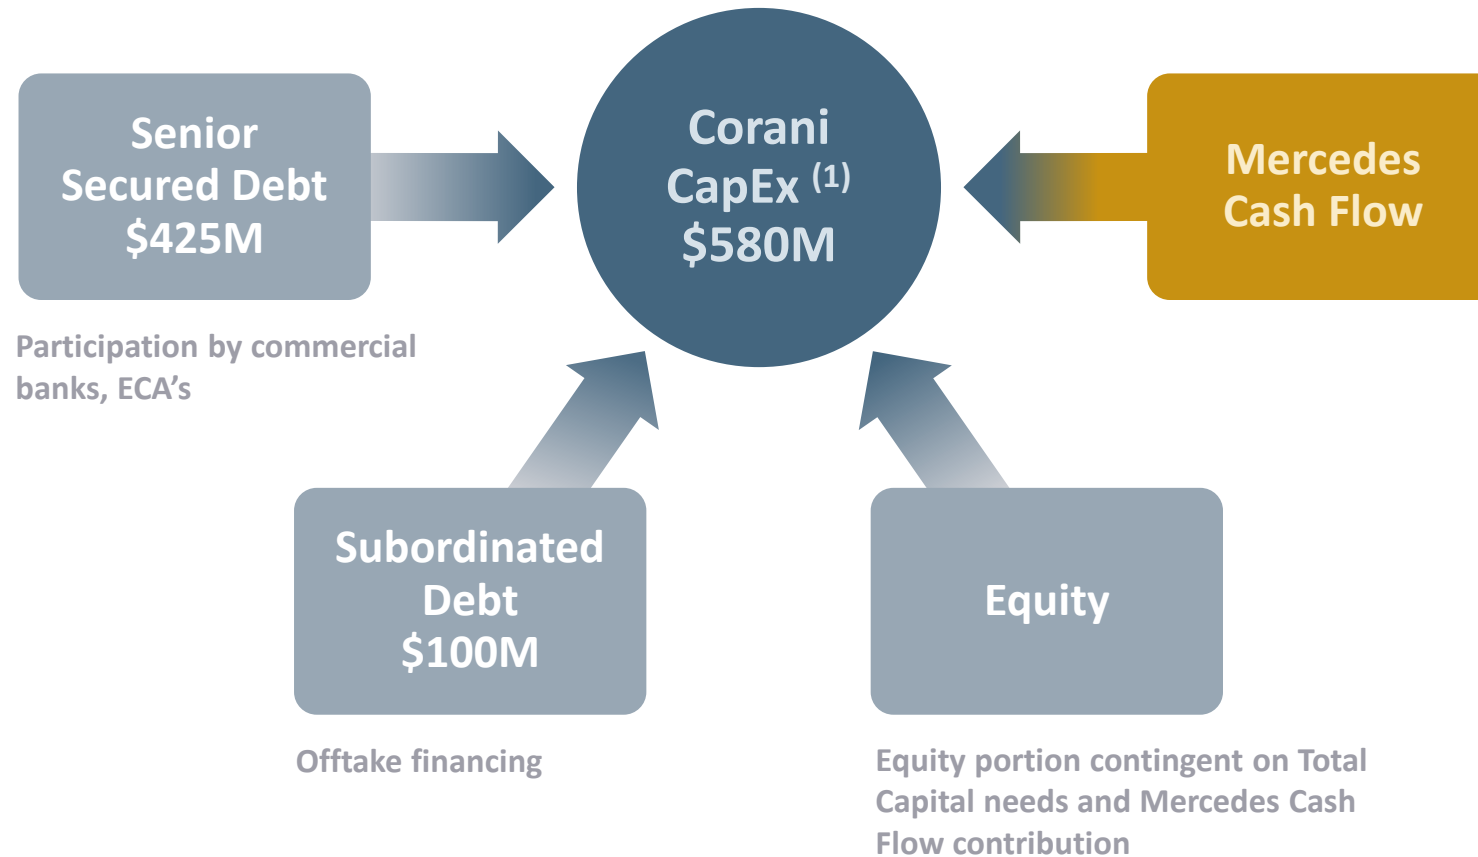 Senior
Secured Debt
$425M
Participation by commercial
banks, ECA’s
Corani
CapEx (1)
$580M
Mercedes
Cash Flow
Subordinated
Debt
$100M
Offtake financing
Equity
Equity portion contingent on Total
Capital needs and Mercedes Cash
Flow contribution